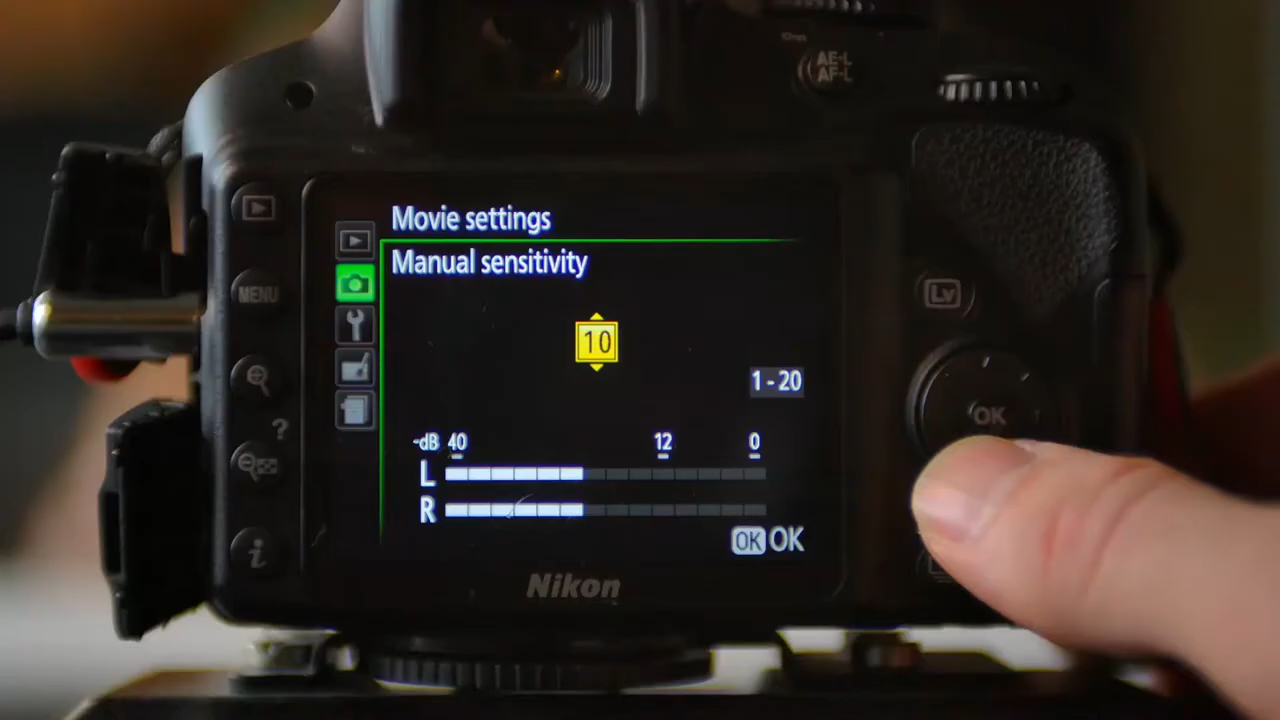 AE-L
AF-L
Movie settings
Manual sensitivity
MENU
Lv
10
1-20
OK
?
-dB 40 12 0
L
R
OK OK
i
Nikon